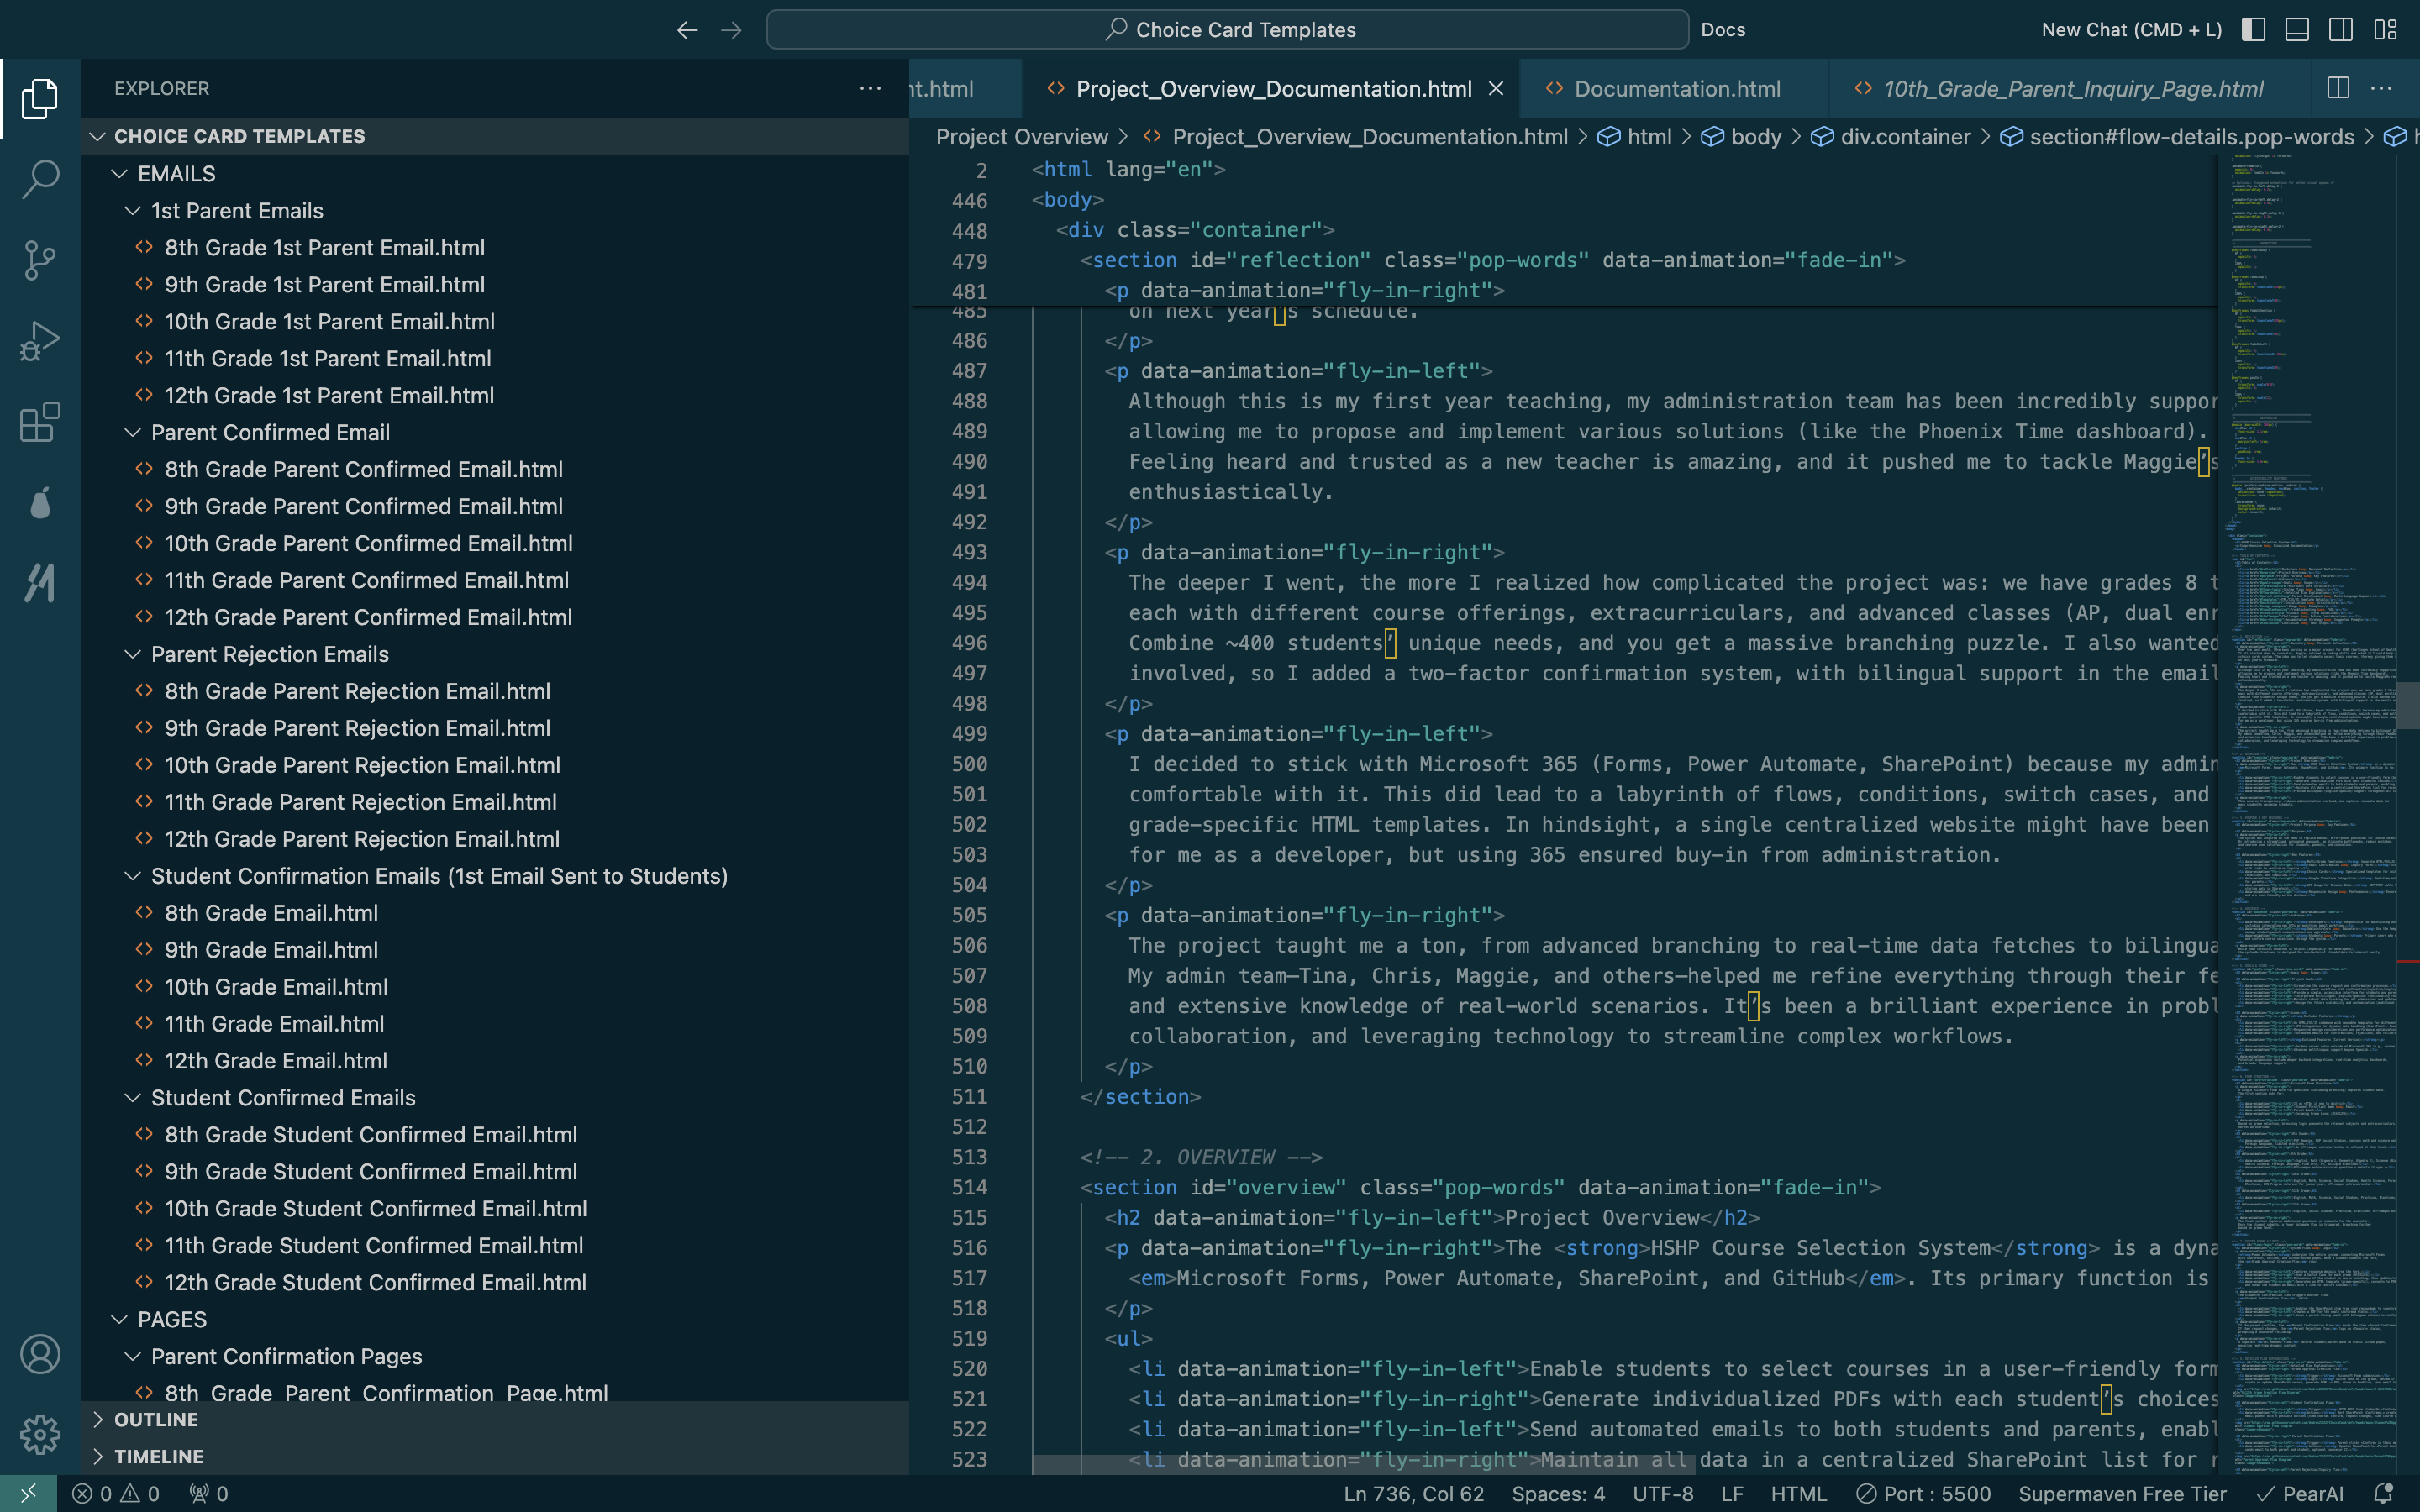 Choice Card Templates
Docs
New Chat (CMD + L)
EXPLORER
CHOICE CARD TEMPLATES
EMAILS
1st Parent Emails
8th Grade 1st Parent Email.html
9th Grade 1st Parent Email.html
10th Grade 1st Parent Email.html
11th Grade 1st Parent Email.html
12th Grade 1st Parent Email.html
Parent Confirmed Email
8th Grade Parent Confirmed Email.html
9th Grade Parent Confirmed Email.html
10th Grade Parent Confirmed Email.html
11th Grade Parent Confirmed Email.html
12th Grade Parent Confirmed Email.html
Parent Rejection Emails
8th Grade Parent Rejection Email.html
9th Grade Parent Rejection Email.html
10th Grade Parent Rejection Email.html
11th Grade Parent Rejection Email.html
12th Grade Parent Rejection Email.html
Student Confirmation Emails (1st Email Sent to Students)
8th Grade Email.html
9th Grade Email.html
10th Grade Email.html
11th Grade Email.html
12th Grade Email.html
Student Confirmed Emails
8th Grade Student Confirmed Email.html
9th Grade Student Confirmed Email.html
10th Grade Student Confirmed Email.html
11th Grade Student Confirmed Email.html
12th Grade Student Confirmed Email.html
PAGES
Parent Confirmation Pages
8th_Grade_Parent_Confirmation_Page.html
OUTLINE
TIMELINE
nt.html
Project_Overview_Documentation.html
Documentation.html
10th_Grade_Parent_Inquiry_Page.html
Project Overview > Project_Overview_Documentation.html > html > body > div.container > section#flow-details.pop-words > h
2 <html lang="en">
446 <body>
448 <div class="container">
479 <section id="reflection" class="pop-words" data-animation="fade-in">
481 <p data-animation="fly-in-right">
485 on next year’s schedule.
486 </p>
487 <p data-animation="fly-in-left">
488 Although this is my first year teaching, my administration team has been incredibly suppor
489 allowing me to propose and implement various solutions (like the Phoenix Time dashboard).
490 Feeling heard and trusted as a new teacher is amazing, and it pushed me to tackle Maggie’s
491 enthusiastically.
492 </p>
493 <p data-animation="fly-in-right">
494 The deeper I went, the more I realized how complicated the project was: we have grades 8 t
495 each with different course offerings, extracurriculars, and advanced classes (AP, dual enr
496 Combine ~400 students’ unique needs, and you get a massive branching puzzle. I also wanted
497 involved, so I added a two-factor confirmation system, with bilingual support in the email
498 </p>
499 <p data-animation="fly-in-left">
500 I decided to stick with Microsoft 365 (Forms, Power Automate, SharePoint) because my admin
501 comfortable with it. This did lead to a labyrinth of flows, conditions, switch cases, and
502 grade-specific HTML templates. In hindsight, a single centralized website might have been
503 for me as a developer, but using 365 ensured buy-in from administration.
504 </p>
505 <p data-animation="fly-in-right">
506 The project taught me a ton, from advanced branching to real-time data fetches to bilingua
507 My admin team—Tina, Chris, Maggie, and others—helped me refine everything through their fe
508 and extensive knowledge of real-world scenarios. It’s been a brilliant experience in probl
509 collaboration, and leveraging technology to streamline complex workflows.
510 </p>
511 </section>
512
513 <!-- 2. OVERVIEW -->
514 <section id="overview" class="pop-words" data-animation="fade-in">
515 <h2 data-animation="fly-in-left">Project Overview</h2>
516 <p data-animation="fly-in-right">The <strong>HSHP Course Selection System</strong> is a dyna
517 <em>Microsoft Forms, Power Automate, SharePoint, and GitHub</em>. Its primary function is
518 </p>
519 <ul>
520 <li data-animation="fly-in-left">Enable students to select courses in a user-friendly form
521 <li data-animation="fly-in-right">Generate individualized PDFs with each student’s choices
522 <li data-animation="fly-in-left">Send automated emails to both students and parents, enabl
523 <li data-animation="fly-in-right">Maintain all data in a centralized SharePoint list for r
0 0 0
Ln 736, Col 62 Spaces: 4 UTF-8 LF HTML Port : 5500 Supermaven Free Tier PearAI